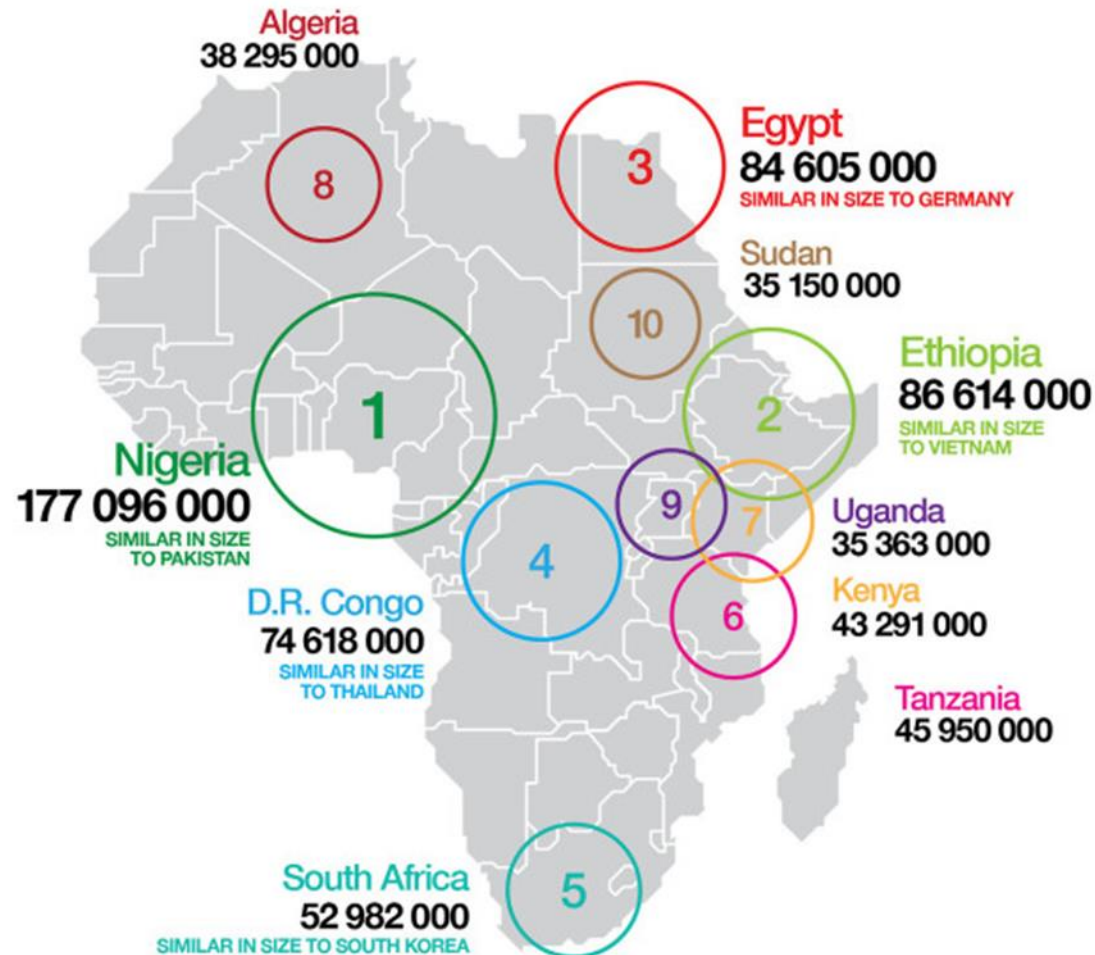 Algeria
38 295 000
8
3
Egypt
84 605 000
SIMILAR IN SIZE TO GERMANY
Sudan
35 150 000
10
Ethiopia
86 614 000
SIMILAR IN SIZE
TO VIETNAM
2
1
Nigeria
177 096 000
SIMILAR IN SIZE
TO PAKISTAN
9
7
Uganda
35 363 000
4
D.R. Congo
74 618 000
SIMILAR IN SIZE
TO THAILAND
Kenya
43 291 000
6
Tanzania
45 950 000
5
South Africa
52 982 000
SIMILAR IN SIZE TO SOUTH KOREA